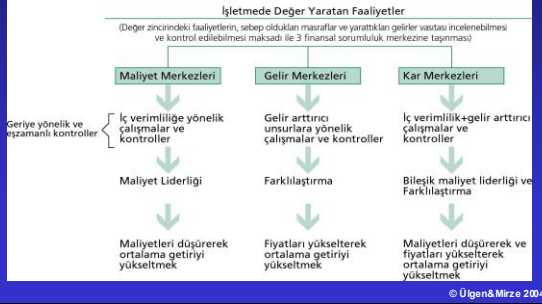 İşletmede Değer Yaratan Faaliyetler
(Değer zincirindeki faaliyetlerin, sebep oldukları masraflar ve yarattıkları gelirler vasıtası incelenebilmesi
ve kontrol edilebilmesi maksadı ile 3 finansal sorumluluk merkezine taşınması)
Maliyet Merkezleri
Gelir Merkezleri
Kar Merkezleri
Geriye yönelik ve
eşzamanlı kontroller
İç verimliliğe yönelik
çalışmalar ve
kontroller
Gelir arttırıcı
unsurlara yönelik
çalışmalar ve kontroller
İç verimlilik+gelir arttırıcı
çalışmalar ve
kontroller
Maliyet Liderliği
Farklılaştırma
Bileşik maliyet liderliği ve
Farklılaştırma
Maliyetleri düşürerek
ortalama getiriyi
yükseltmek
Fiyatları yükselterek
ortalama getiriyi
yükseltmek
Maliyetleri düşürerek ve
fiyatları yükselterek
ortalama getiriyi
yükseltmek
© Ülgen&Mirze 2004